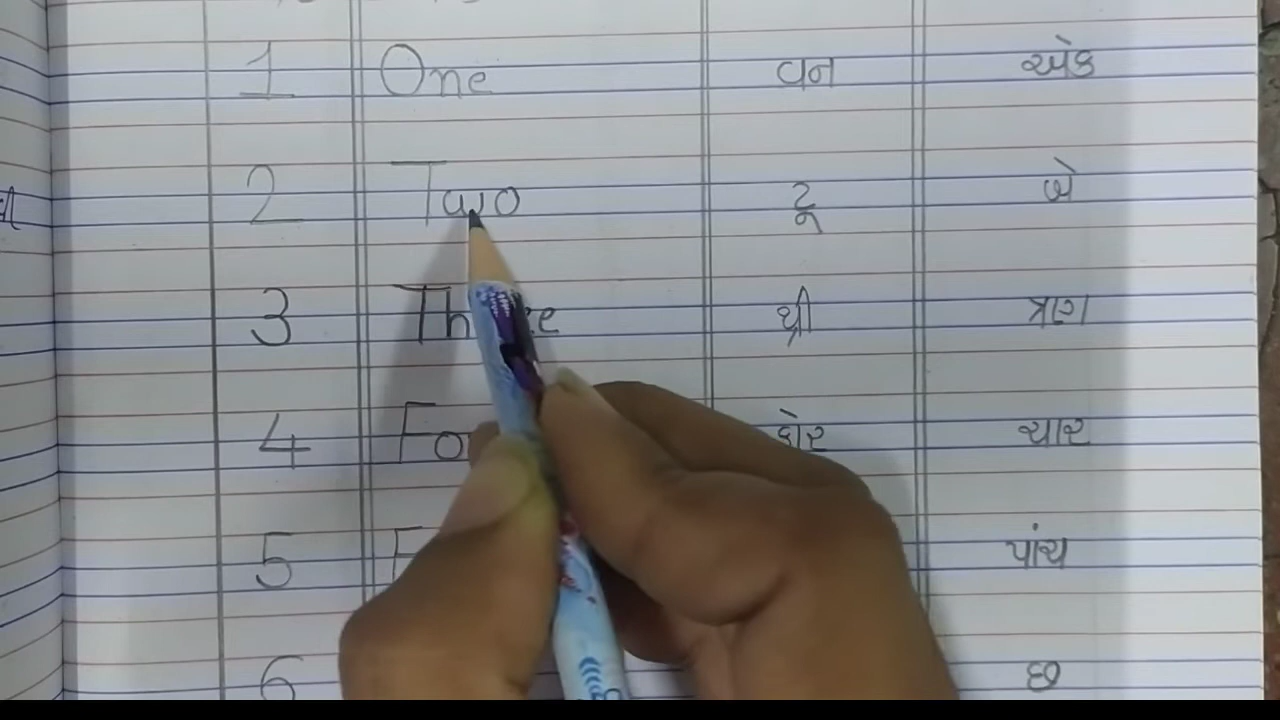 1 One વન એક
2 Two ટૂ બે
3 થ્રી ત્રણ
4 ફોર ચાર
5 પાંચ
6 છ